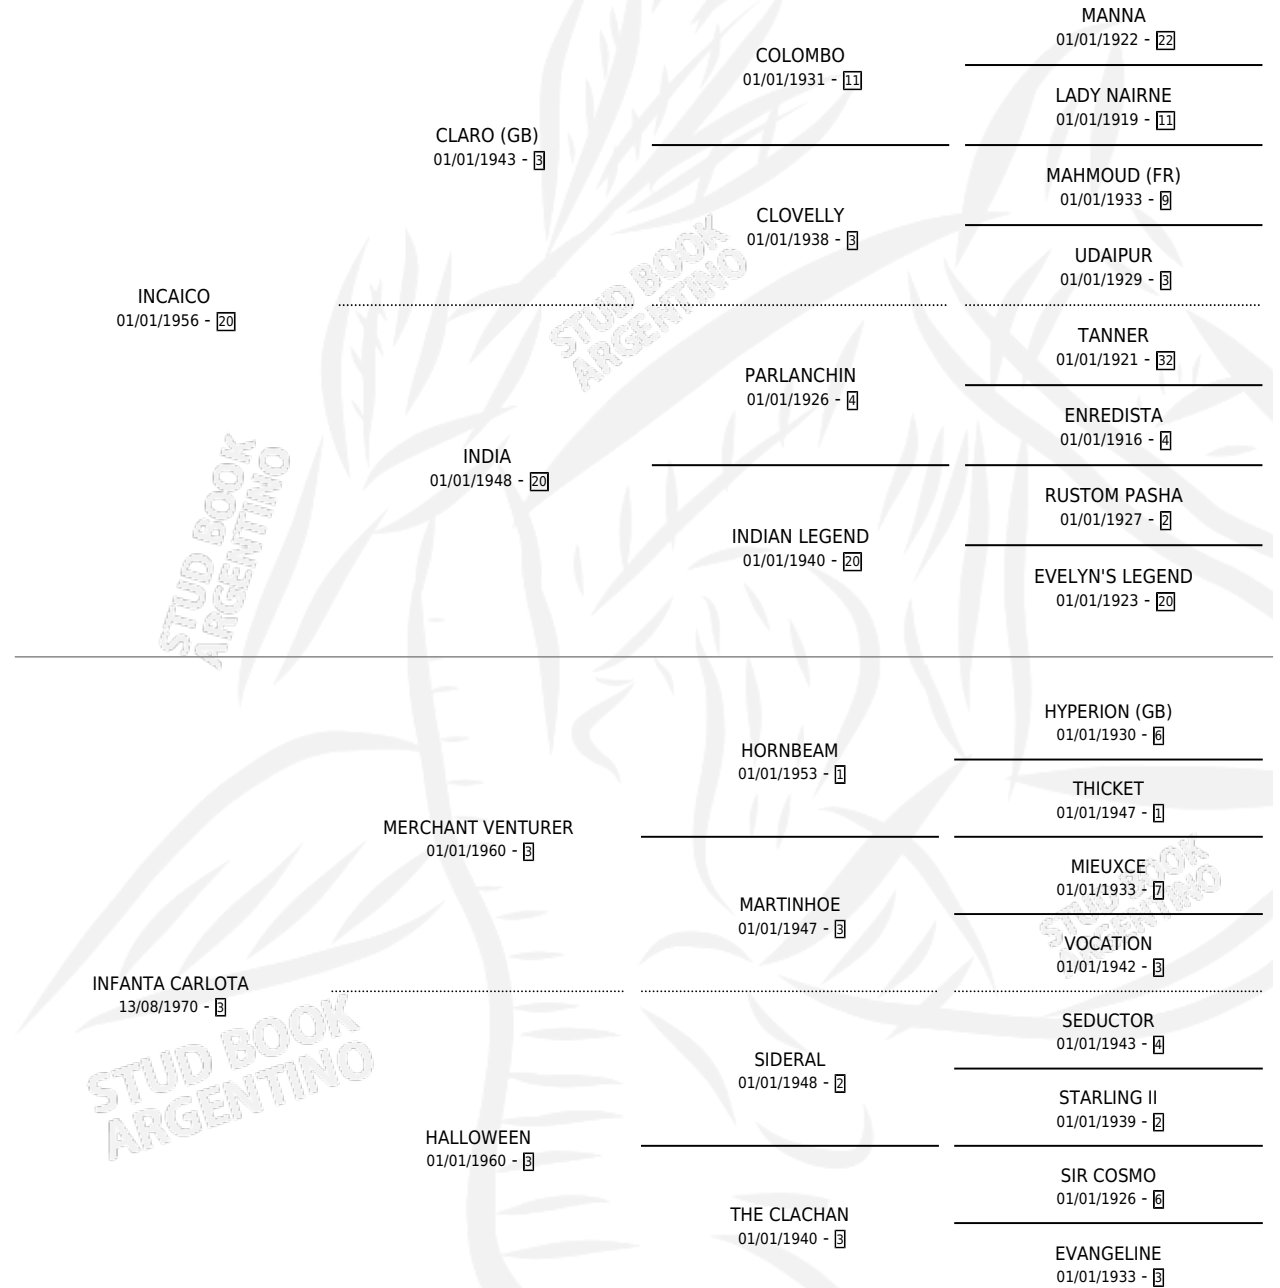 MANNA
01/01/1922 - 22
COLOMBO
01/01/1931 - 11
LADY NAIRNE
01/01/1919 - 11
CLARO (GB)
01/01/1943 - 3
MAHMOUD (FR)
01/01/1933 - 9
CLOVELLY
01/01/1938 - 3
UDAIPUR
01/01/1929 - 3
INCAICO
01/01/1956 - 20
STUD BOOK
ARGENTINO
TANNER
01/01/1921 - 32
PARLANCHIN
01/01/1926 - 4
ENREDISTA
01/01/1916 - 4
INDIA
01/01/1948 - 20
RUSTOM PASHA
01/01/1927 - 2
INDIAN LEGEND
01/01/1940 - 20
EVELYN'S LEGEND
01/01/1923 - 20
STUD BOOK
ARGENTINO
HYPERION (GB)
01/01/1930 - 6
HORNBEAM
01/01/1953 - 1
THICKET
01/01/1947 - 1
MERCHANT VENTURER
01/01/1960 - 3
MIEUXCE
01/01/1933 - 7
MARTINHOE
01/01/1947 - 3
STUD BOOK
ARGENTINO
VOCATION
01/01/1942 - 3
INFANTA CARLOTA
13/08/1970 - 3
STUD BOOK
ARGENTINO
SEDUCTOR
01/01/1943 - 4
SIDERAL
01/01/1948 - 2
STARLING II
01/01/1939 - 2
HALLOWEEN
01/01/1960 - 3
SIR COSMO
01/01/1926 - 6
THE CLACHAN
01/01/1940 - 3
EVANGELINE
01/01/1933 - 3